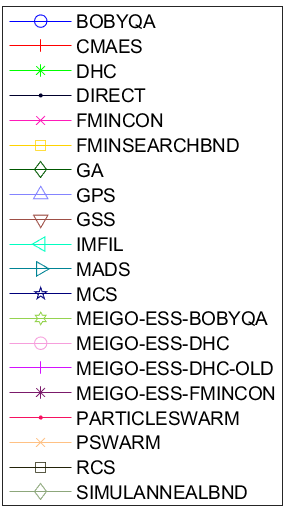 BOBYQA
CMAES
DHC
DIRECT
FMINCON
FMINSEARCHBND
GA
GPS
GSS
IMFIL
MADS
MCS
MEIGO-ESS-BOBYQA
MEIGO-ESS-DHC
MEIGO-ESS-DHC-OLD
MEIGO-ESS-FMINCON
PARTICLESWARM
PSWARM
RCS
SIMULANNEALBND